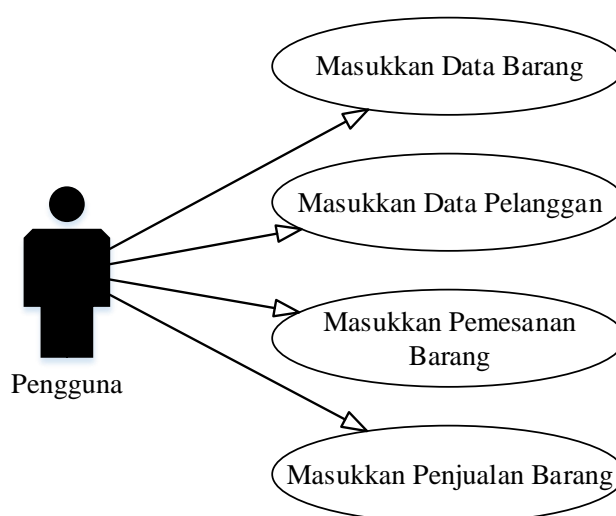 Masukkan Data Barang
Masukkan Data Pelanggan
Masukkan Pemesanan
Barang
Pengguna
Masukkan Penjualan Barang